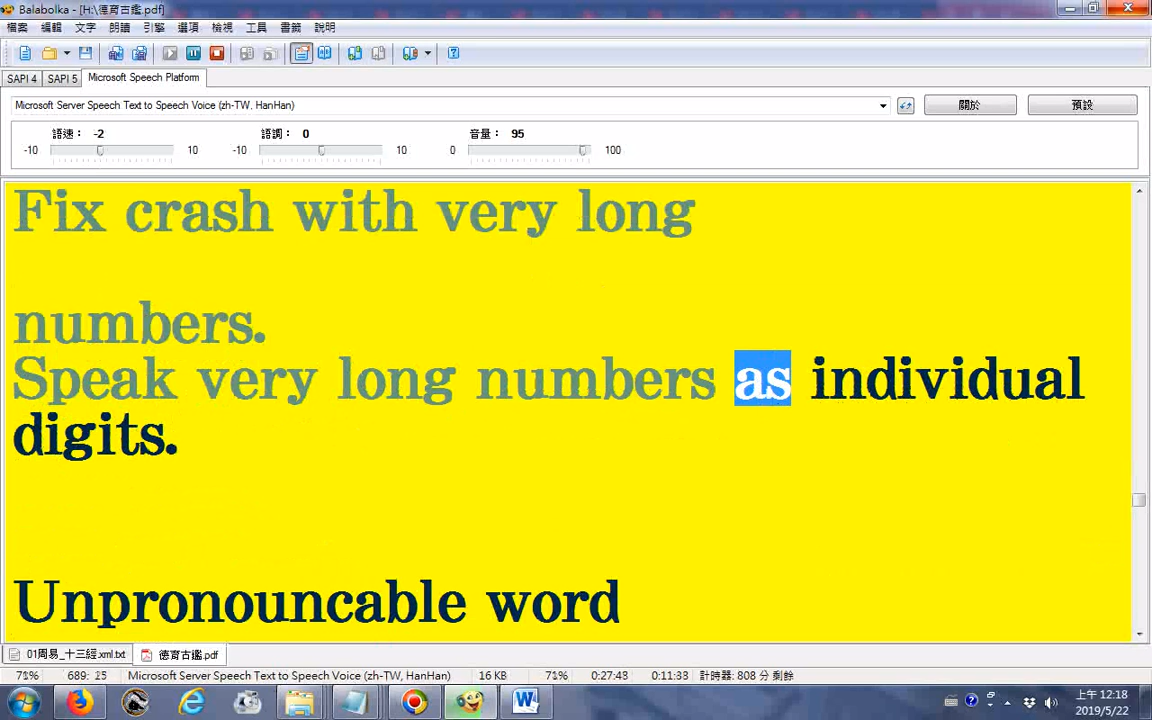 Balabolka - [H:\德育古鑑.pdf]
檔案 編輯 文字 朗讀 引擎 選項 檢視 工具 書籤 說明
SAPI 4 SAPI 5 Microsoft Speech Platform
Microsoft Server Speech Text to Speech Voice (zh-TW, HanHan) 關於 預設
語速： -2 語調： 0 音量： 95
-10 10 -10 10 0 100
Fix crash with very long
numbers.
Speak very long numbers as individual
digits.
Unpronouncable word
01周易_十三經.xml.txt 德育古鑑.pdf
71% 689: 25 Microsoft Server Speech Text to Speech Voice (zh-TW, HanHan) 16 KB 71% 0:27:43 0:11:33 計時器: 808 分 剩餘
上午 12:18
2019/5/22